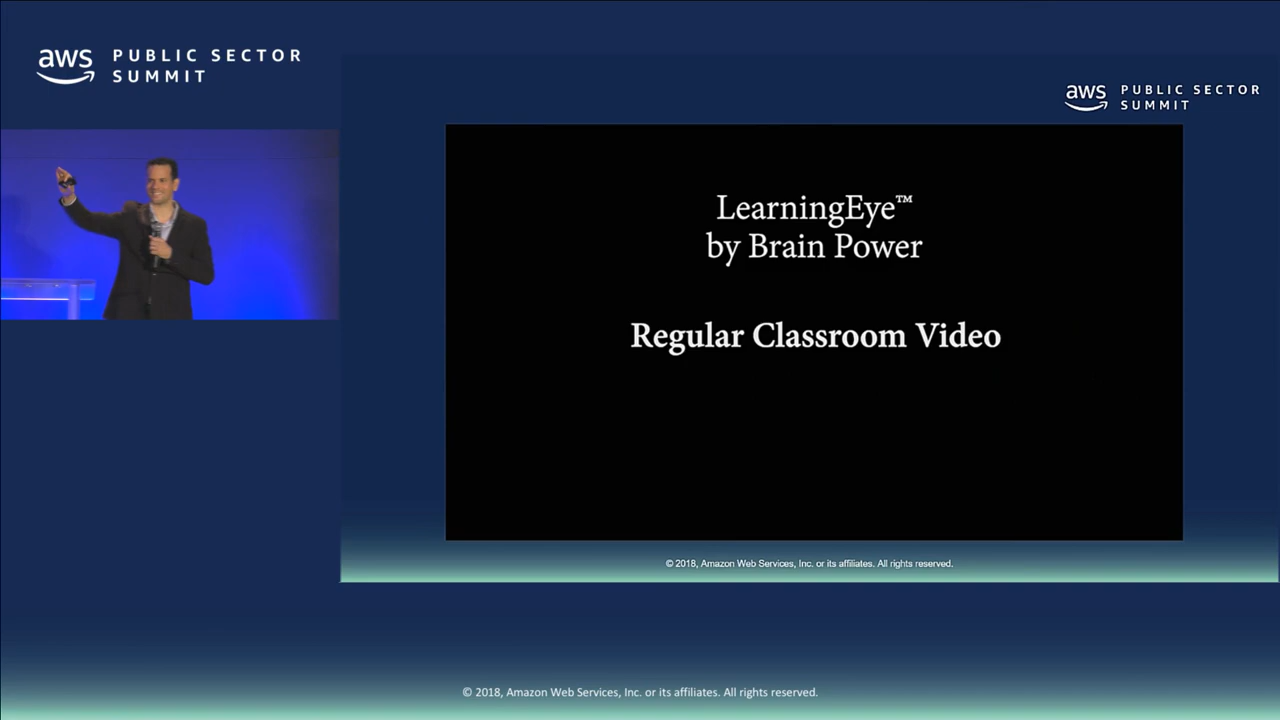 aws PUBLIC SECTOR
SUMMIT
aws PUBLIC SECTOR
SUMMIT
LearningEye™
by Brain Power
Regular Classroom Video
© 2018, Amazon Web Services, Inc. or its affiliates. All rights reserved.
© 2018, Amazon Web Services, Inc. or its affiliates. All rights reserved.